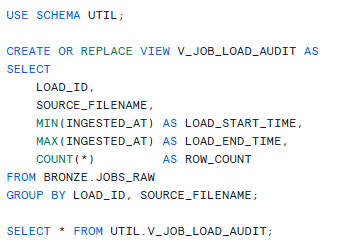 USE SCHEMA UTIL;

CREATE OR REPLACE VIEW V_JOB_LOAD_AUDIT AS
SELECT
    LOAD_ID,
    SOURCE_FILENAME,
    MIN(INGESTED_AT) AS LOAD_START_TIME,
    MAX(INGESTED_AT) AS LOAD_END_TIME,
    COUNT(*)         AS ROW_COUNT
FROM BRONZE.JOBS_RAW
GROUP BY LOAD_ID, SOURCE_FILENAME;

SELECT * FROM UTIL.V_JOB_LOAD_AUDIT;